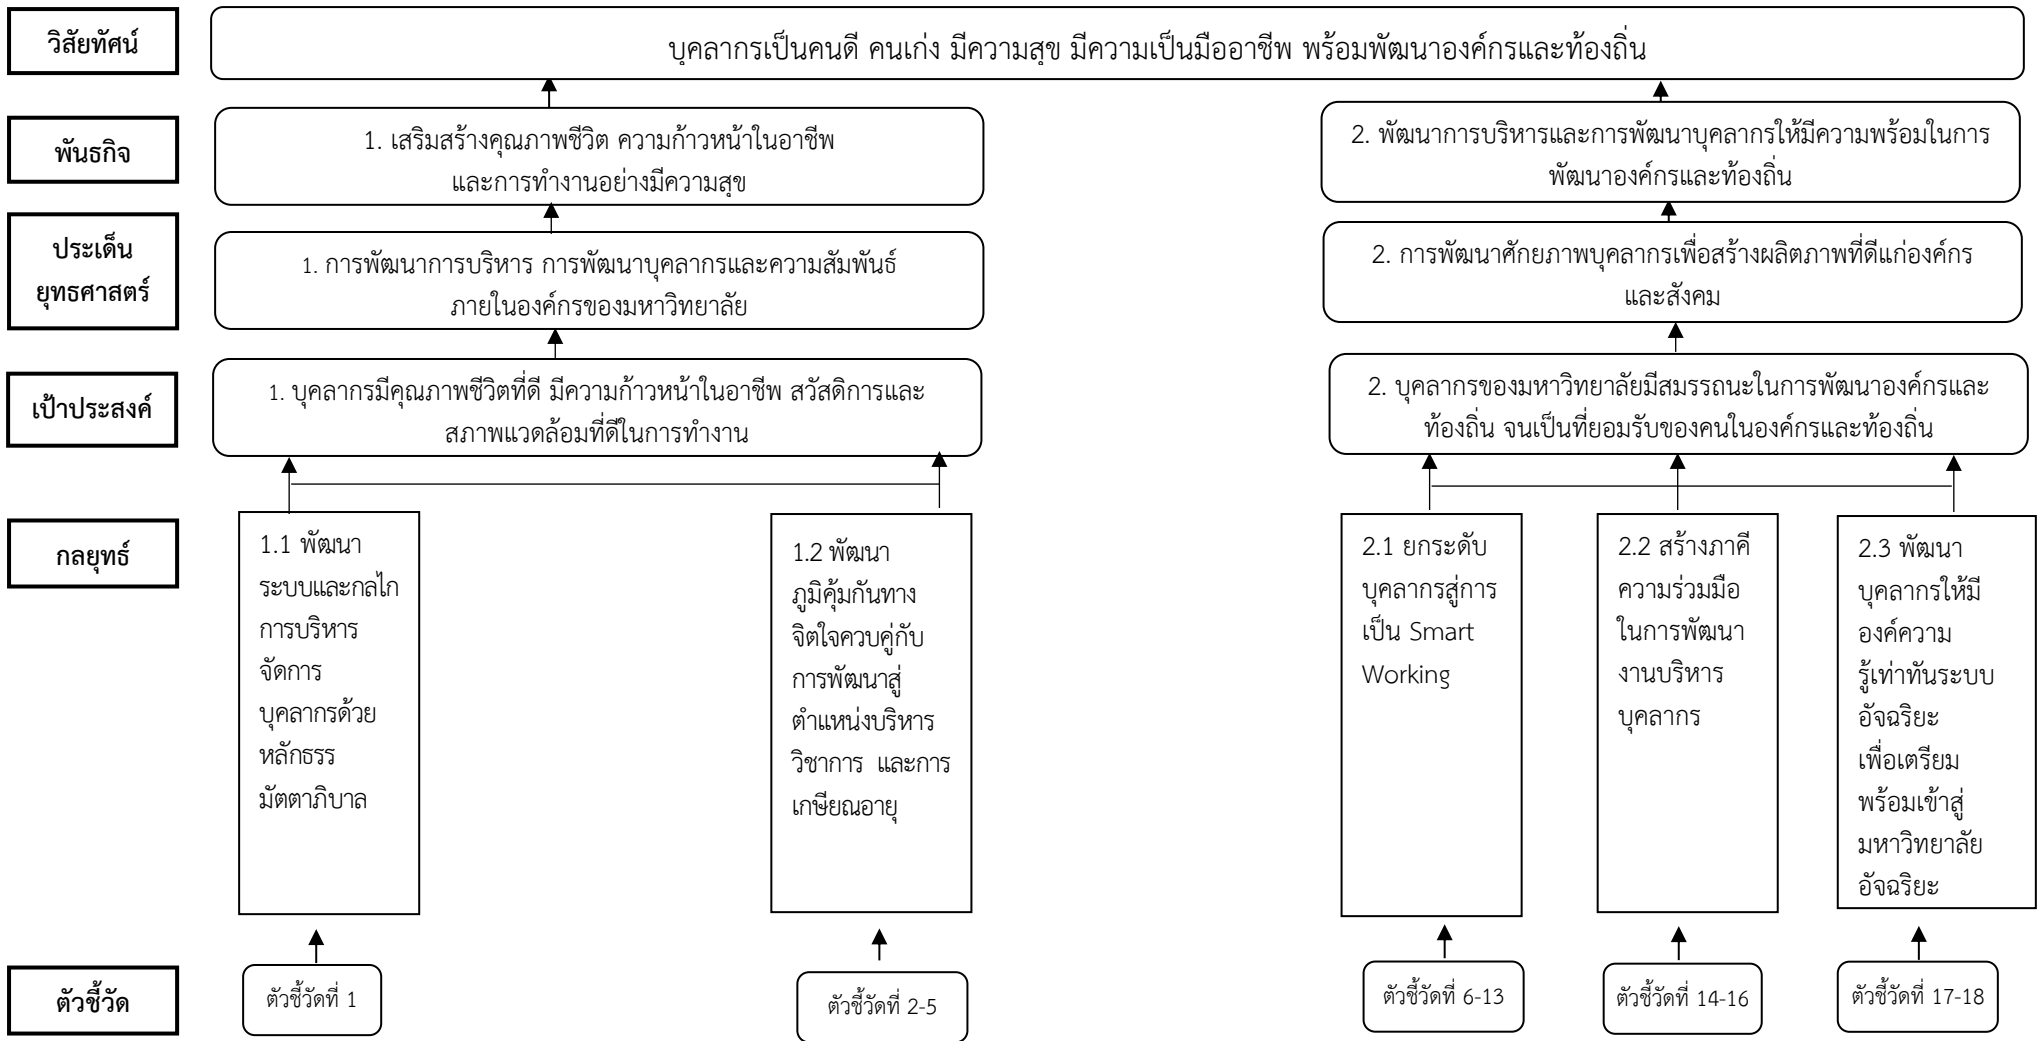 วิสัยทัศน์
บุคลากรเป็นคนดี คนเก่ง มีความสุข มีความเป็นมืออาชีพ พร้อมพัฒนาองค์กรและท้องถิ่น
พันธกิจ
1. เสริมสร้างคุณภาพชีวิต ความก้าวหน้าในอาชีพ
และการทำงานอย่างมีความสุข
2. พัฒนาการบริหารและการพัฒนาบุคลากรให้มีความพร้อมในการ
พัฒนาองค์กรและท้องถิ่น
ประเด็น
ยุทธศาสตร์
1. การพัฒนาการบริหาร การพัฒนาบุคลากรและความสัมพันธ์
ภายในองค์กรของมหาวิทยาลัย
2. การพัฒนาศักยภาพบุคลากรเพื่อสร้างผลิตภาพที่ดีแก่องค์กร
และสังคม
เป้าประสงค์
1. บุคลากรมีคุณภาพชีวิตที่ดี มีความก้าวหน้าในอาชีพ สวัสดิการและ
สภาพแวดล้อมที่ดีในการทำงาน
2. บุคลากรของมหาวิทยาลัยมีสมรรถนะในการพัฒนาองค์กรและ
ท้องถิ่น จนเป็นที่ยอมรับของคนในองค์กรและท้องถิ่น
กลยุทธ์
1.1 พัฒนา
ระบบและกลไก
การบริหาร
จัดการ
บุคลากรด้วย
หลักธรร
มัตตาภิบาล
1.2 พัฒนา
ภูมิคุ้มกันทาง
จิตใจควบคู่กับ
การพัฒนาสู่
ตำแหน่งบริหาร
วิชาการ และการ
เกษียณอายุ
2.1 ยกระดับ
บุคลากรสู่การ
เป็น Smart
Working
2.2 สร้างภาคี
ความร่วมมือ
ในการพัฒนา
งานบริหาร
บุคลากร
2.3 พัฒนา
บุคลากรให้มี
องค์ความ
รู้เท่าทันระบบ
อัจฉริยะ
เพื่อเตรียม
พร้อมเข้าสู่
มหาวิทยาลัย
อัจฉริยะ
ตัวชี้วัด
ตัวชี้วัดที่ 1
ตัวชี้วัดที่ 2-5
ตัวชี้วัดที่ 6-13
ตัวชี้วัดที่ 14-16
ตัวชี้วัดที่ 17-18